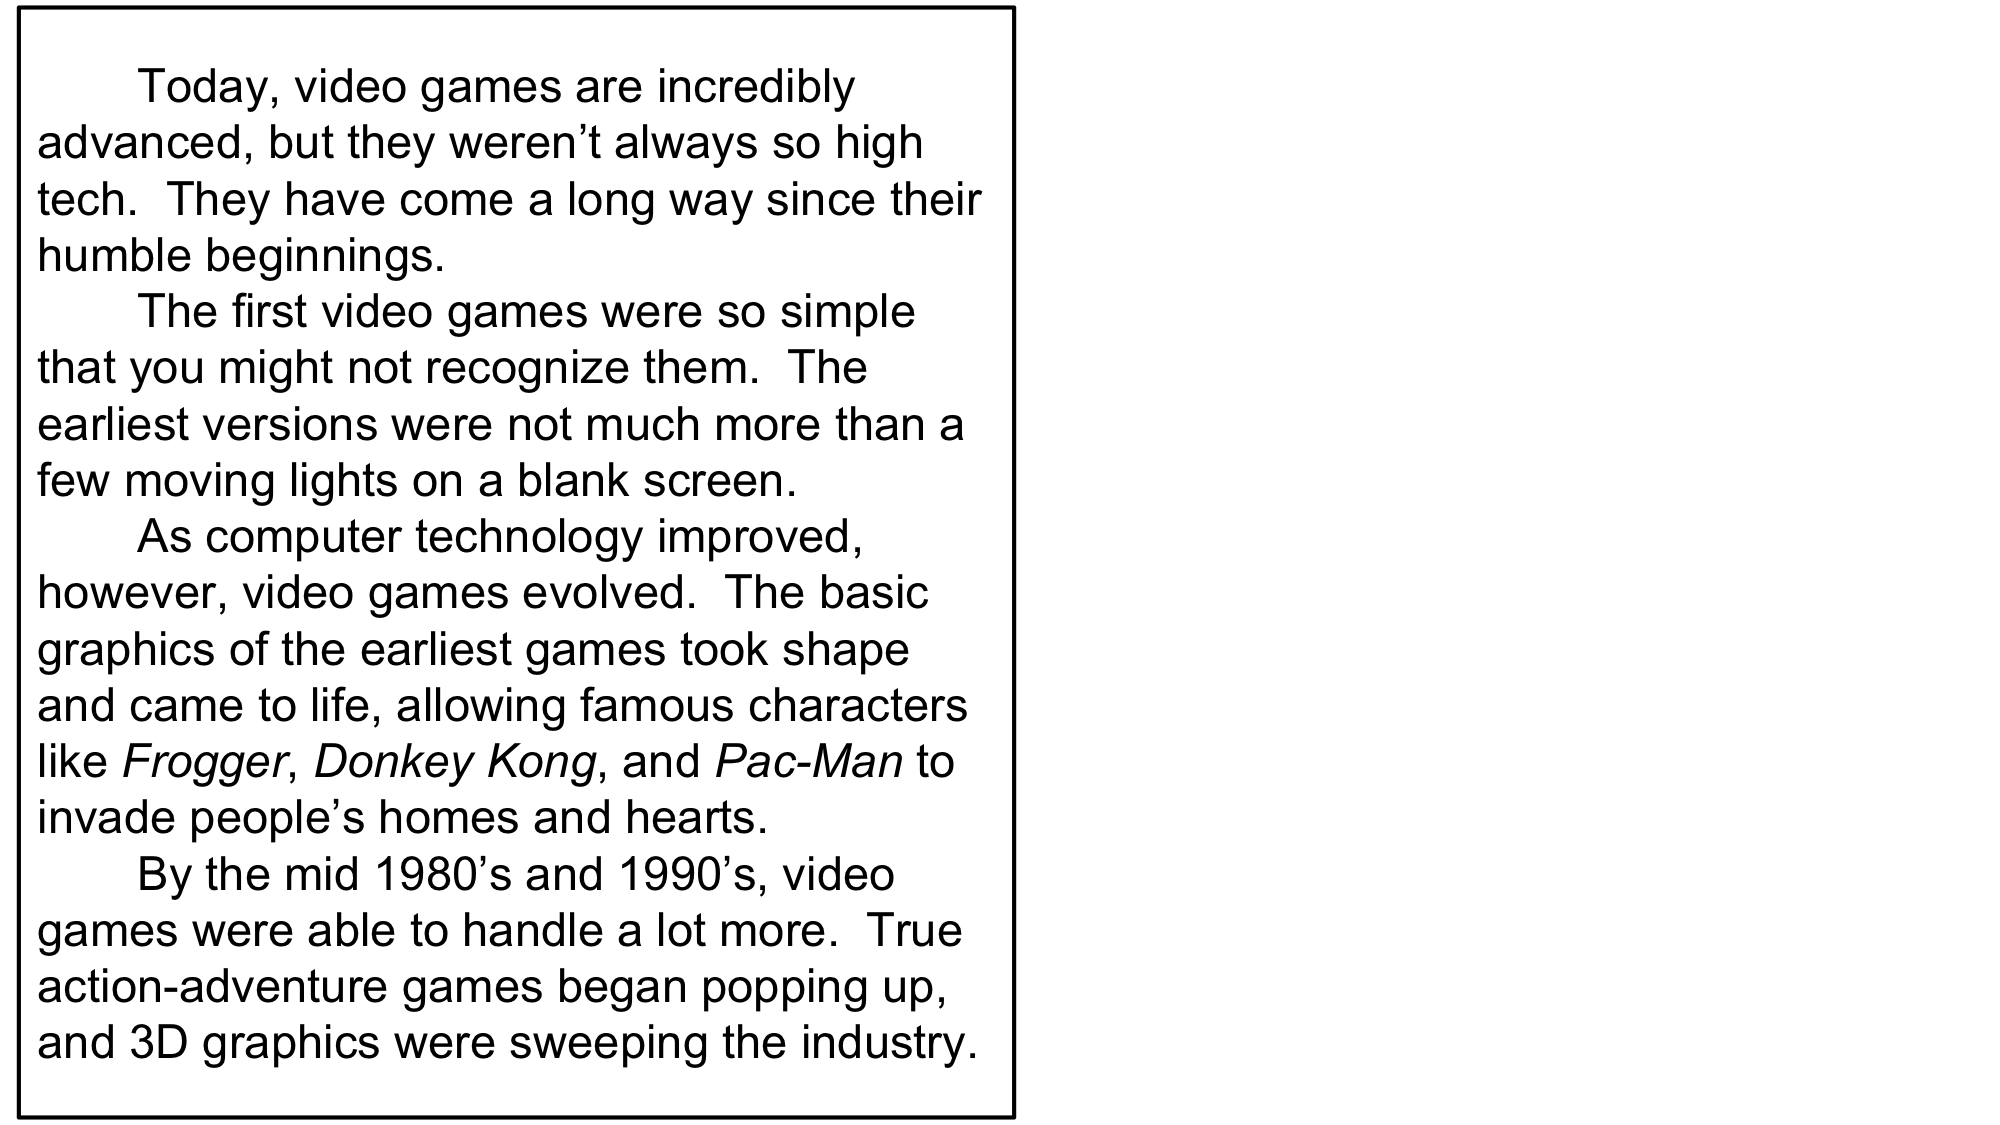 Today, video games are incredibly
advanced, but they weren’t always so high
tech.  They have come a long way since their
humble beginnings.
The first video games were so simple
that you might not recognize them.  The
earliest versions were not much more than a
few moving lights on a blank screen.
As computer technology improved,
however, video games evolved.  The basic
graphics of the earliest games took shape
and came to life, allowing famous characters
like Frogger, Donkey Kong, and Pac-Man to
invade people’s homes and hearts.
By the mid 1980’s and 1990’s, video
games were able to handle a lot more.  True
action-adventure games began popping up,
and 3D graphics were sweeping the industry.